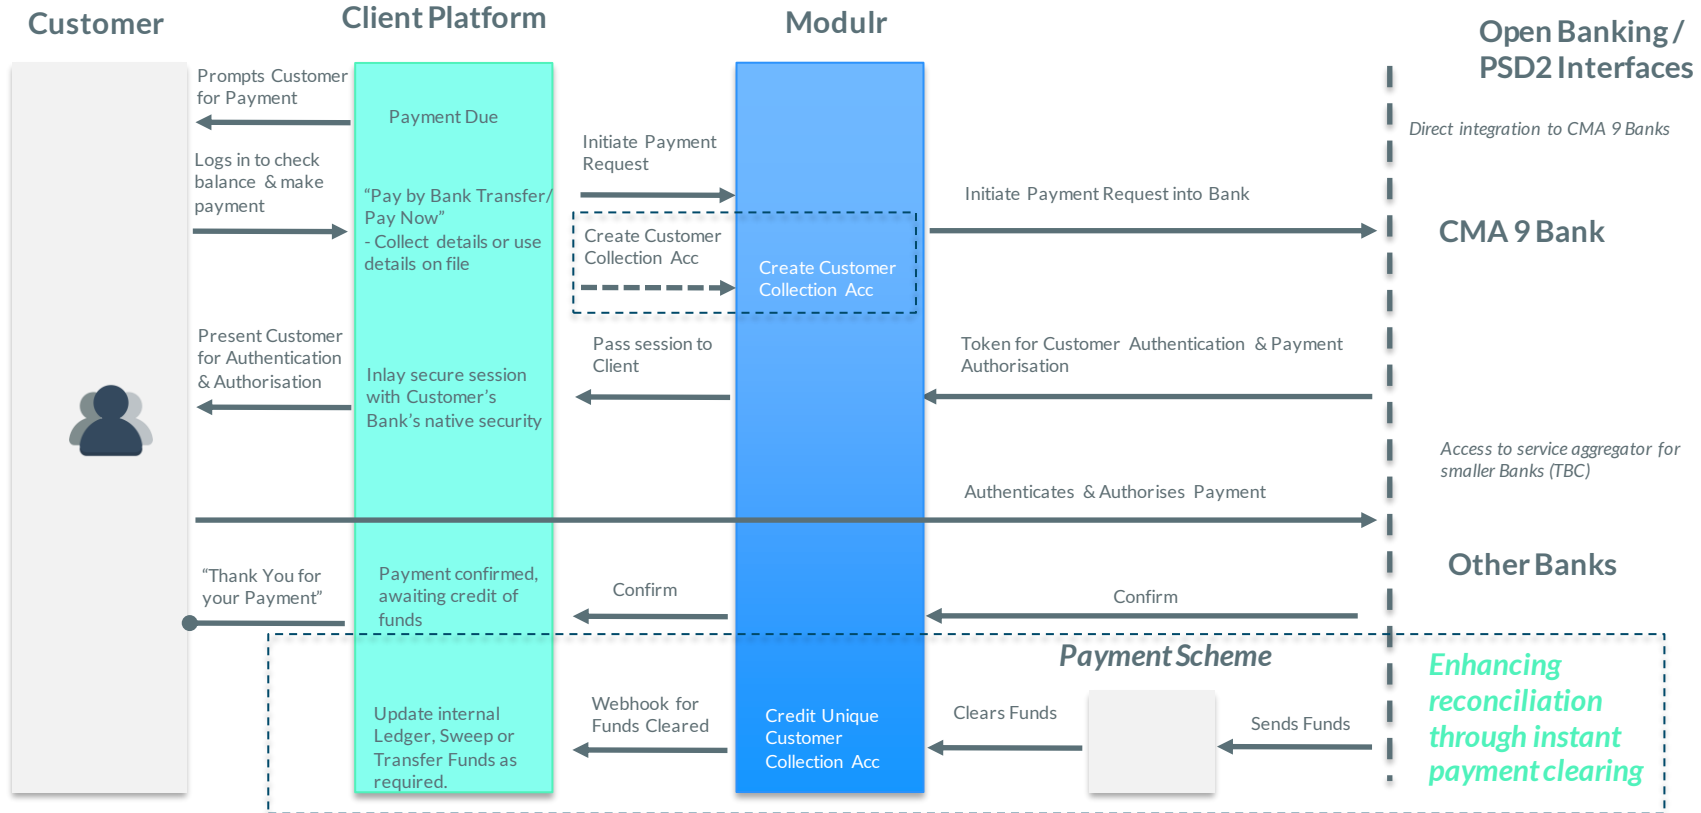 Customer
Client Platform
Modulr
Open Banking /
PSD2 Interfaces
Prompts Customer
for Payment
Payment Due
Direct integration to CMA 9 Banks
Initiate Payment
Request
Logs in to check
balance & make
payment
“Pay by Bank Transfer/
Pay Now”
- Collect details or use
details on file
Initiate Payment Request into Bank
CMA 9 Bank
Create Customer
Collection Acc
Create Customer
Collection Acc
Present Customer
for Authentication
& Authorisation
Inlay secure session
with Customer’s
Bank’s native security
Pass session to
Client
Token for Customer Authentication & Payment
Authorisation
Access to service aggregator for
smaller Banks (TBC)
Authenticates & Authorises Payment
Other Banks
“Thank You for
your Payment”
Payment confirmed,
awaiting credit of
funds
Confirm
Confirm
Payment Scheme
Enhancing
reconciliation
through instant
payment clearing
Update internal
Ledger, Sweep or
Transfer Funds as
required.
Webhook for
Funds Cleared
Credit Unique
Customer
Collection Acc
Clears Funds
Sends Funds